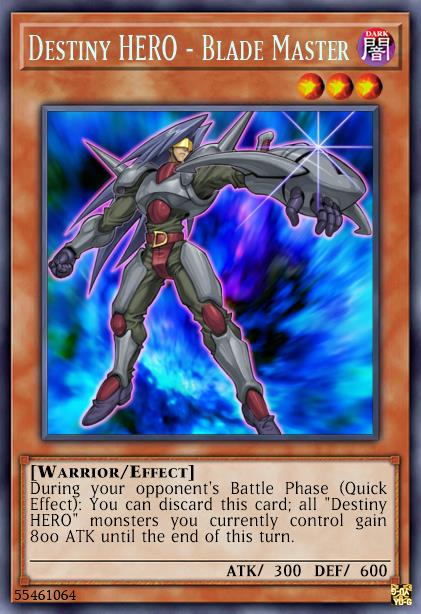 DESTINY HERO - BLADE MASTER
DARK
闇
[WARRIOR/EFFECT]
During your opponent's Battle Phase (Quick
Effect): You can discard this card; all "Destiny
HERO" monsters you currently control gain
800 ATK until the end of this turn.
ATK/ 300 DEF/ 600
55461064